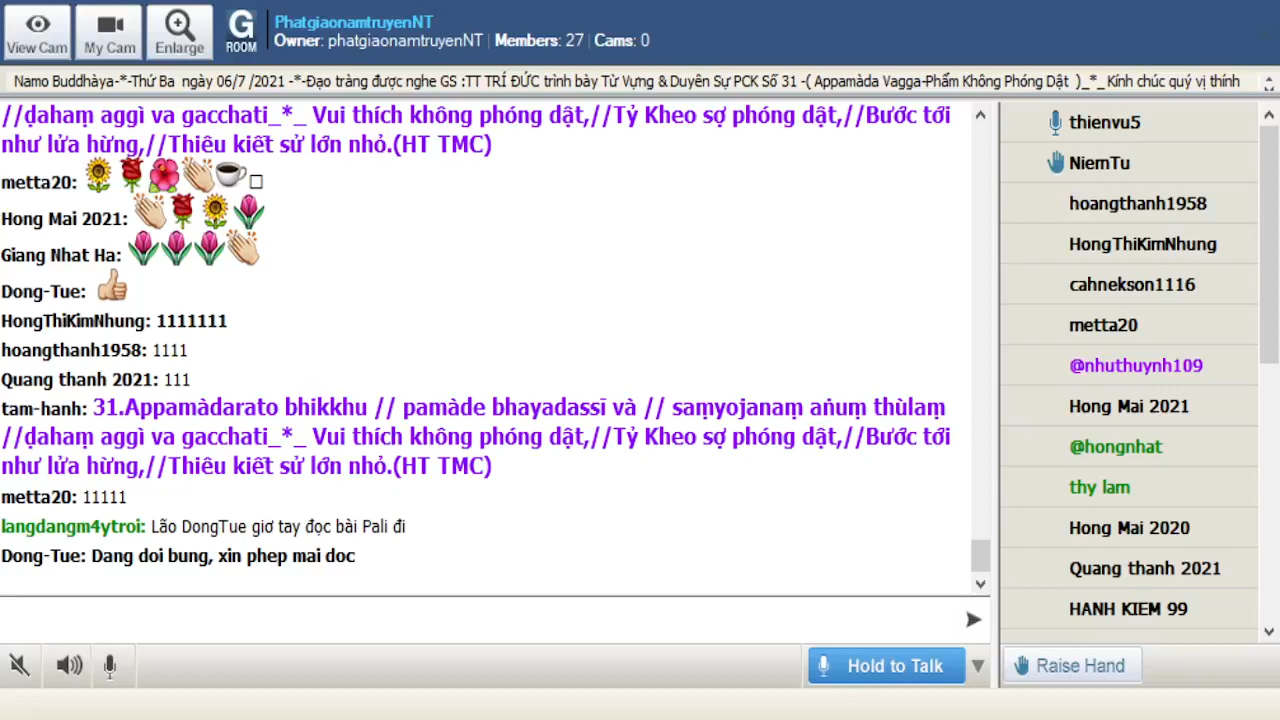 View Cam
My Cam
Enlarge
G
ROOM
PhatgiaonamtruyenNT
Owner: phatgiaonamtruyenNT | Members: 27 | Cams: 0
Namo Buddhàya-*-Thứ Ba ngày 06/7 /2021 -*-Đạo tràng được nghe GS :TT TRÍ ĐỨC trình bày Từ Vựng & Duyên Sự PCK Số 31 -( Appamàda Vagga-Phẩm Không Phóng Dật )_*_ Kính chúc quý vị thính
//ḍahaṃ aggì va gacchati_*_ Vui thích không phóng dật,//Tỷ Kheo sợ phóng dật,//Bước tới
như lửa hừng,//Thiêu kiết sử lớn nhỏ.(HT TMC)
metta20:
Hong Mai 2021:
Giang Nhat Ha:
Dong-Tue:
HongThiKimNhung: 1111111
hoangthanh1958: 1111
Quang thanh 2021: 111
tam-hanh: 31.Appamàdarato bhikkhu // pamàde bhayadassī và // saṃyojanaṃ aṅuṃ thùlaṃ
//ḍahaṃ aggì va gacchati_*_ Vui thích không phóng dật,//Tỷ Kheo sợ phóng dật,//Bước tới
như lửa hừng,//Thiêu kiết sử lớn nhỏ.(HT TMC)
metta20: 11111
langdangm4ytroi: Lão DongTue giơ tay đọc bài Pali đi
Dong-Tue: Dang doi bung, xin phep mai doc
thienvu5
NiemTu
hoangthanh1958
HongThiKimNhung
cahnekson1116
metta20
@nhuthuynh109
Hong Mai 2021
@hongnhat
thy lam
Hong Mai 2020
Quang thanh 2021
HANH KIEM 99
Hold to Talk
Raise Hand